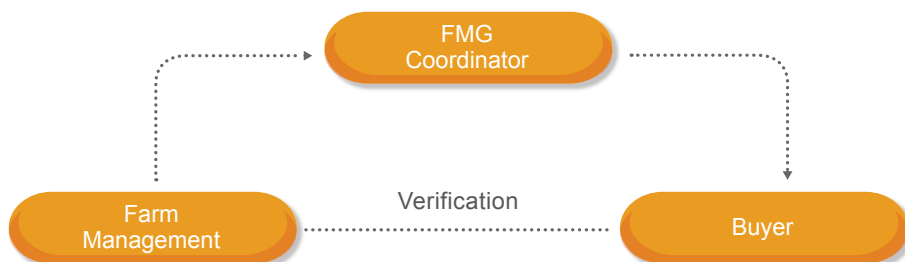 FMG
Coordinator
Verification
Farm
Management
Buyer